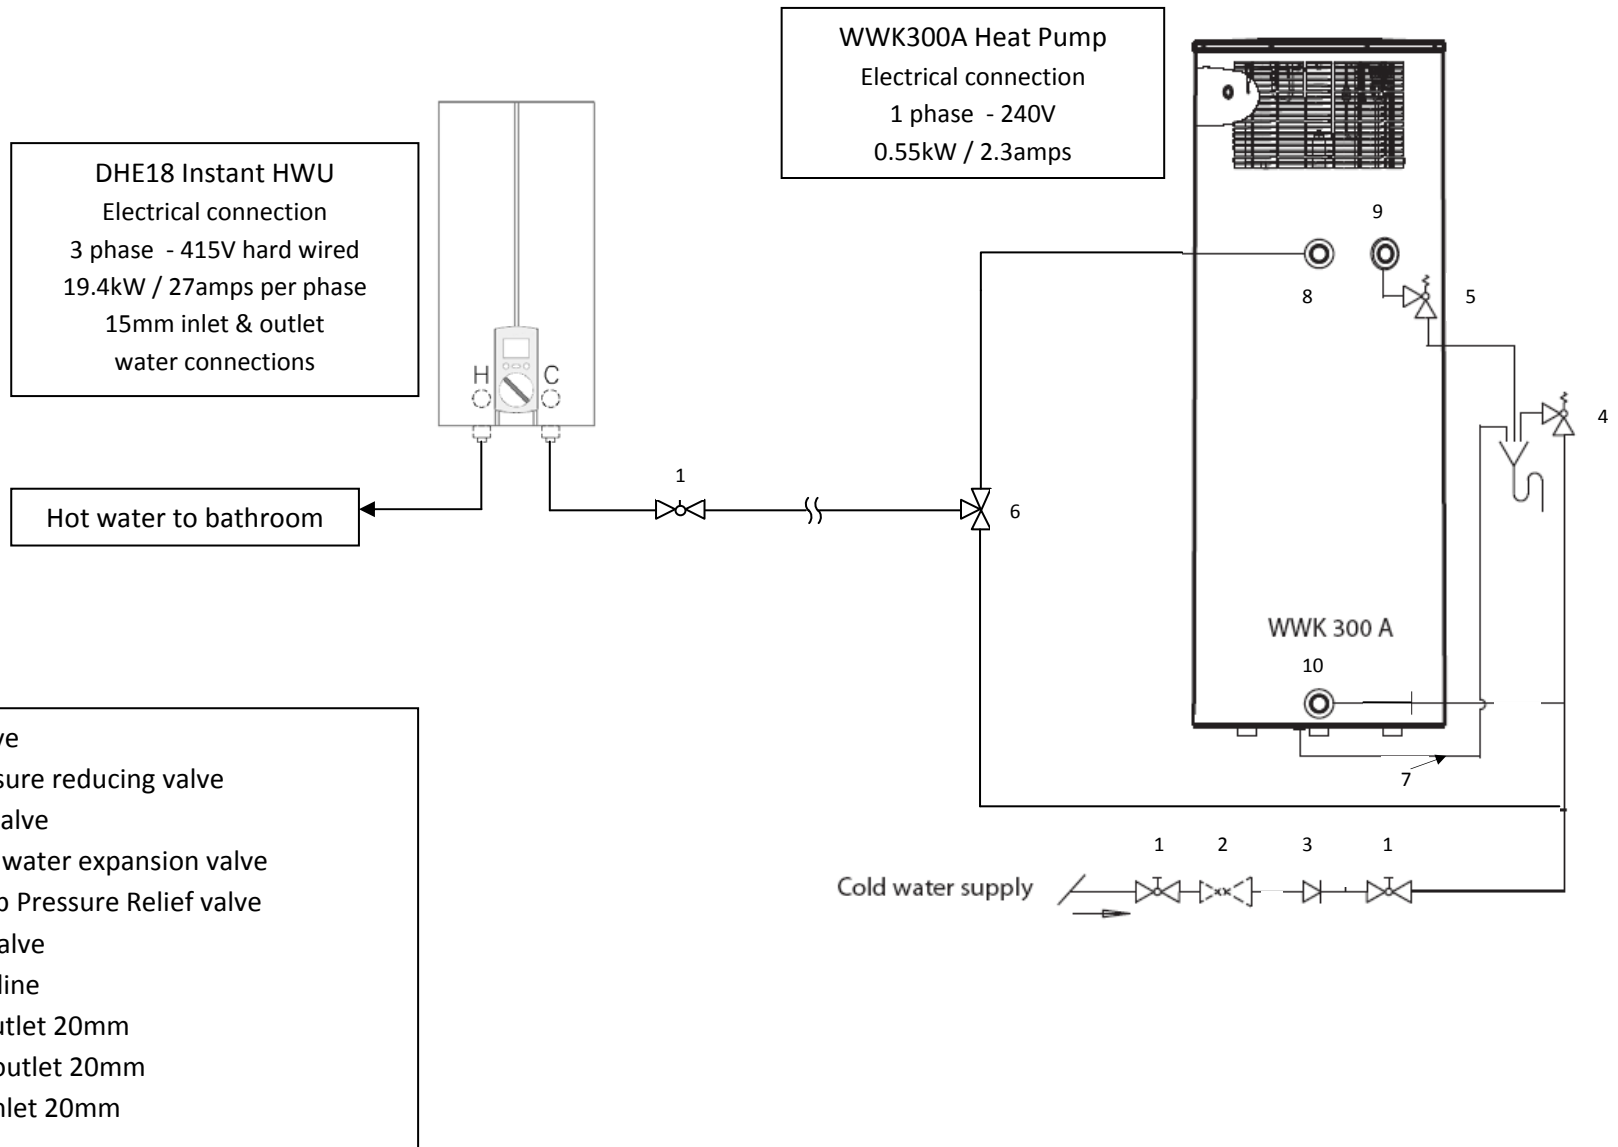 WWK300A Heat Pump
Electrical connection
1 phase - 240V
0.55kW / 2.3amps
DHE18 Instant HWU
Electrical connection
3 phase - 415V hard wired
19.4kW / 27amps per phase
15mm inlet & outlet
water connections
H C
9
8
5
4
1
6
Hot water to bathroom
WWK 300 A
10
7
1 2 3 1
Cold water supply
ve
sure reducing valve
alve
water expansion valve
p Pressure Relief valve
alve
line
utlet 20mm
outlet 20mm
nlet 20mm